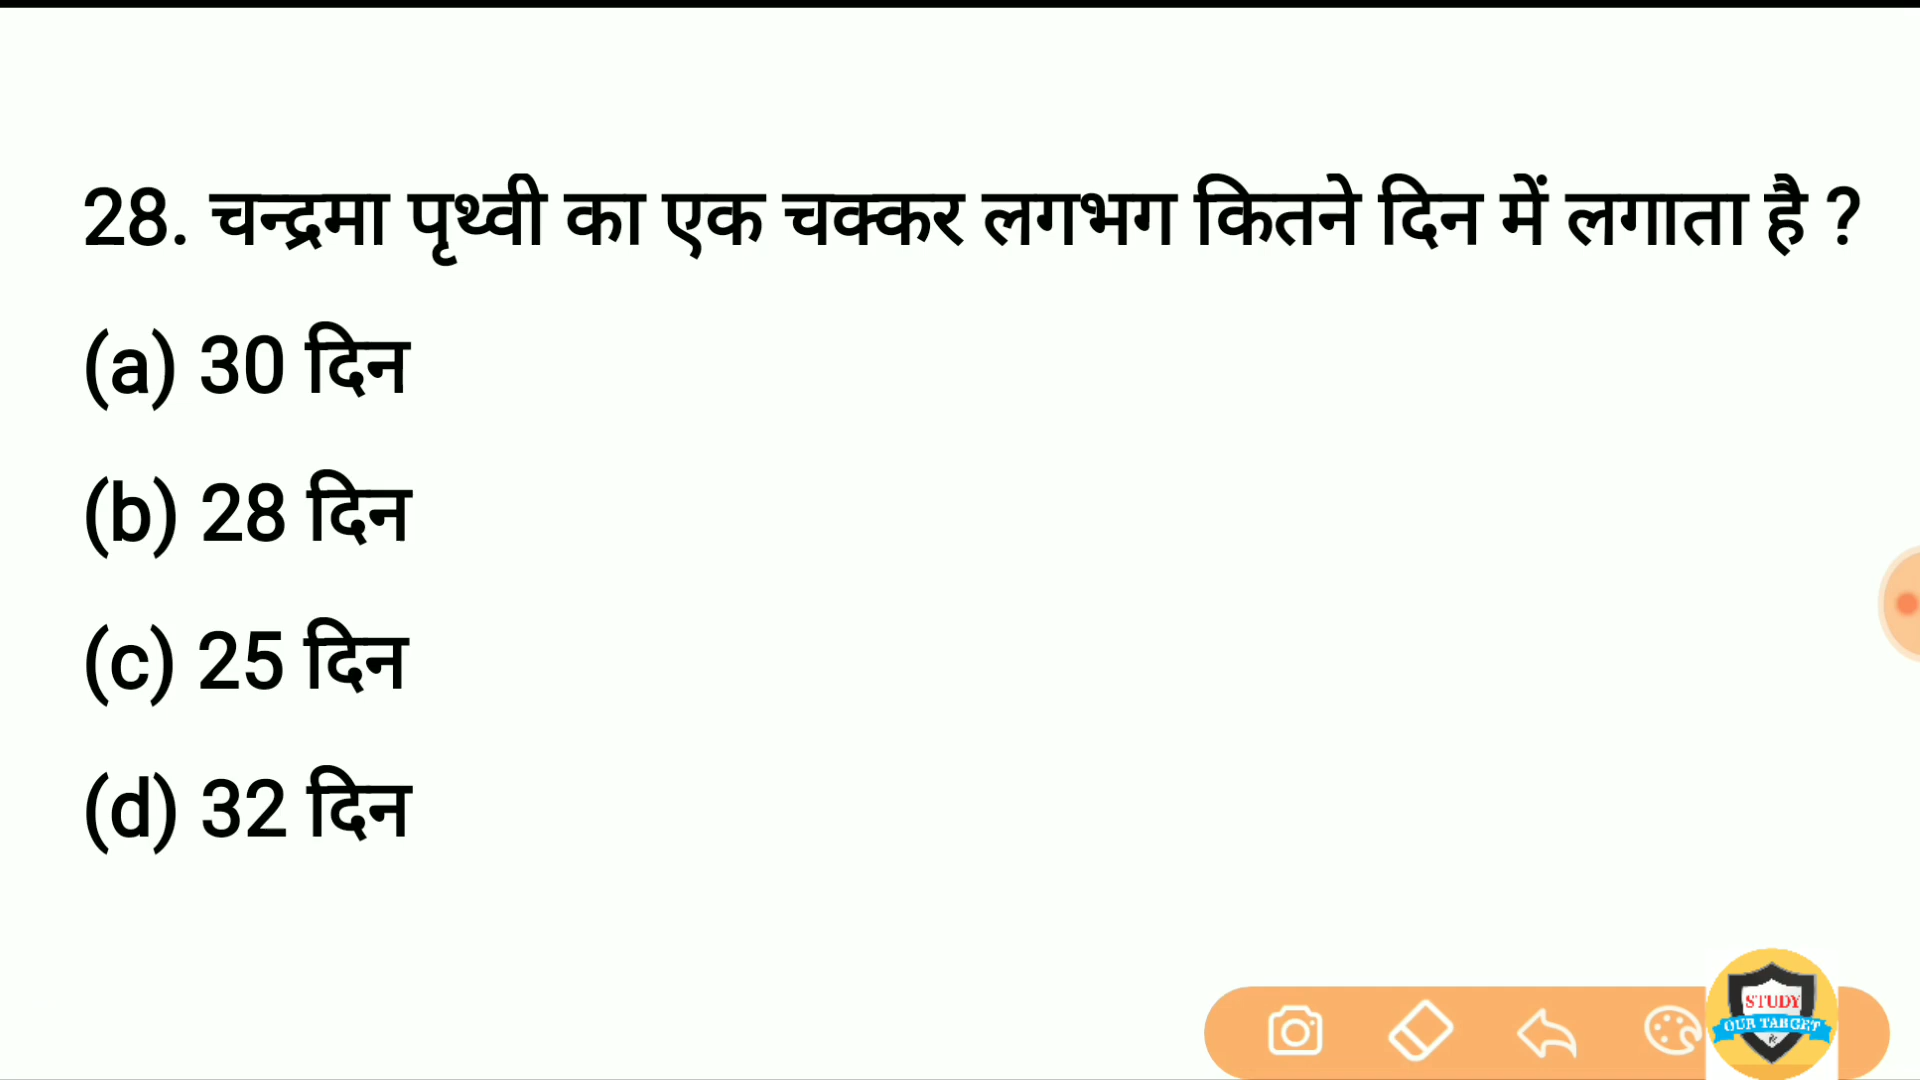 28. चन्द्रमा पृथ्वी का एक चक्कर लगभग कितने दिन में लगाता है ?
(a) 30 दिन
(b) 28 दिन
(c) 25 दिन
(d) 32 दिन
STUDY
OUR TARGET